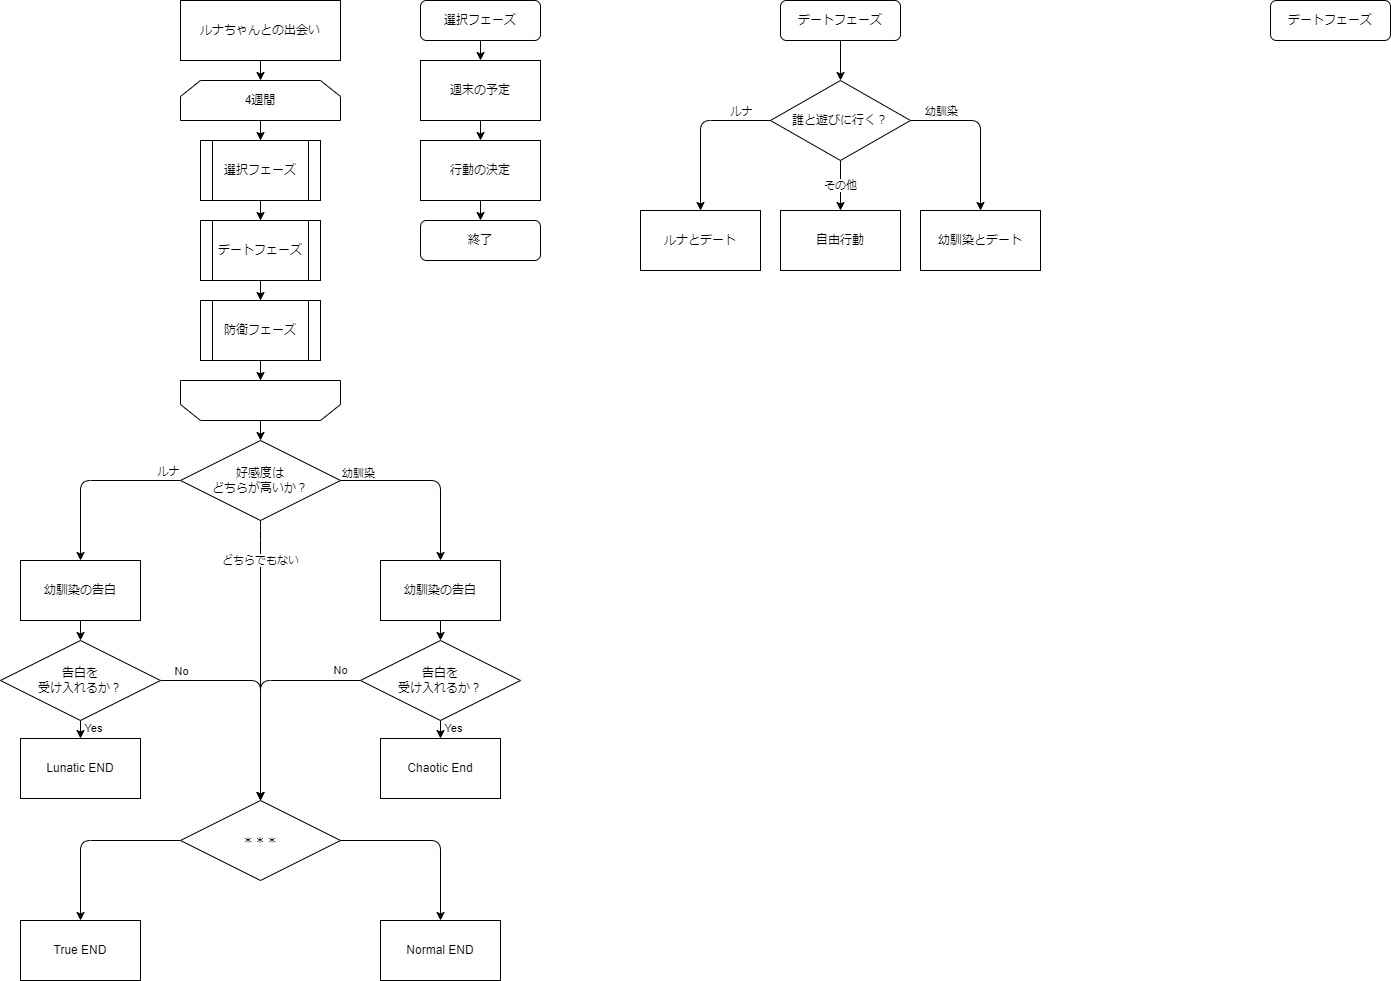 ルナちゃんとの出会い
4週間
選択フェーズ
デートフェーズ
防衛フェーズ
好感度は
どちらが高いか？
ルナ
幼馴染
どちらでもない
幼馴染の告白
幼馴染の告白
告白を
受け入れるか？
No
No
告白を
受け入れるか？
Yes
Yes
Lunatic END
Chaotic End
＊＊＊
True END
Normal END
選択フェーズ
週末の予定
行動の決定
終了
デートフェーズ
誰と遊びに行く？
ルナ
幼馴染
その他
ルナとデート
自由行動
幼馴染とデート
デートフェーズ